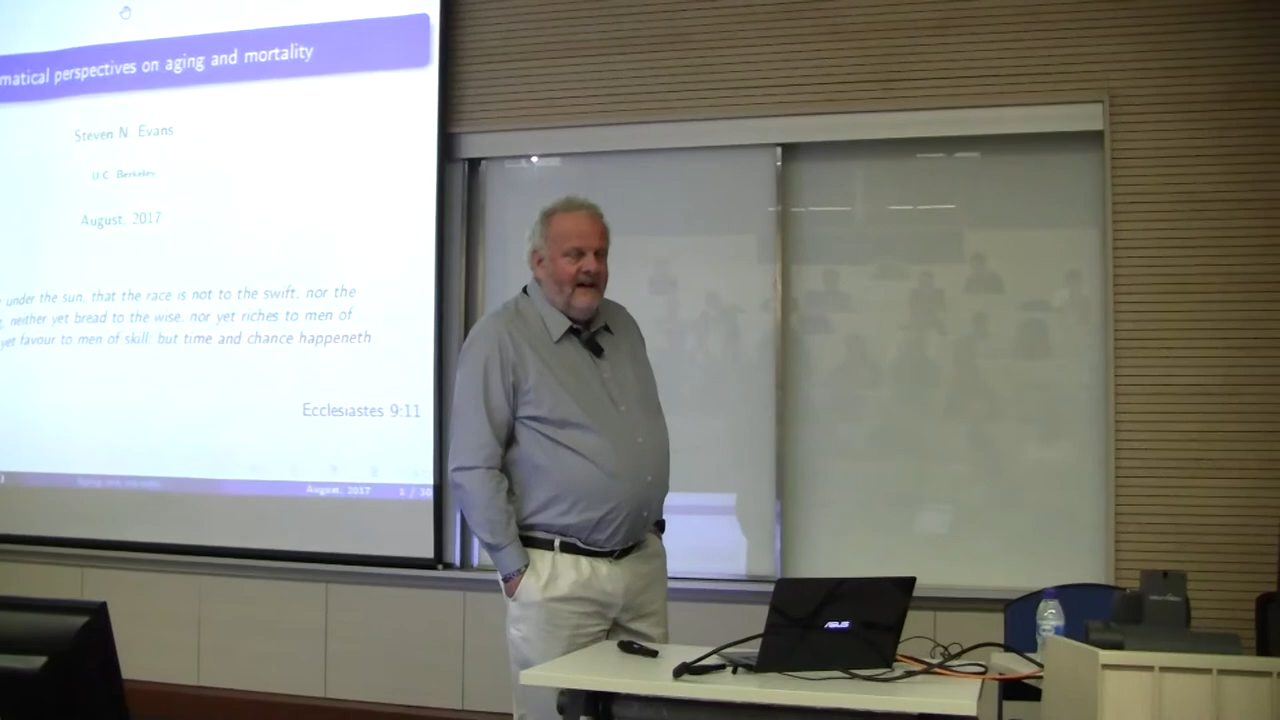 matical perspectives on aging and mortality
Steven N. Evans
U.C. Berkeley
August, 2017
under the sun, that the race is not to the swift, nor the
neither yet bread to the wise, nor yet riches to men of
yet favour to men of skill; but time and chance happeneth
Ecclesiastes 9:11
August, 2017 1 / 30
ASUS